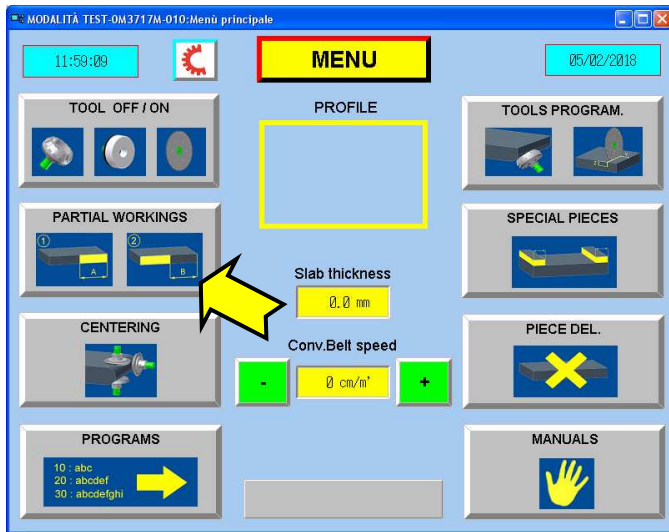 MODALITÀ TEST-0M3717M-010:Menù principale
11:59:09
MENU
05/02/2018
TOOL OFF / ON
PROFILE
TOOLS PROGRAM.
PARTIAL WORKINGS
1
2
A
B
SPECIAL PIECES
Slab thickness
0.0 mm
CENTERING
Conv.Belt speed
-
0 cm/m'
+
PIECE DEL.
PROGRAMS
10 : abc
20 : abcdef
30 : abcdefghi
MANUALS